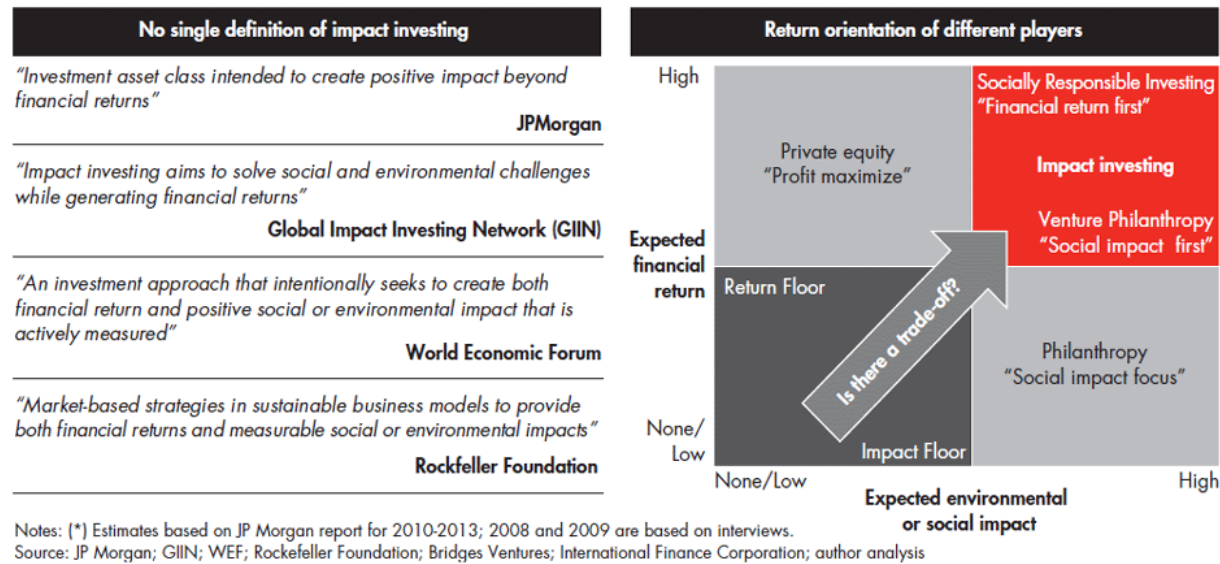 No single definition of impact investing
“Investment asset class intended to create positive impact beyond
financial returns”
JPMorgan
“Impact investing aims to solve social and environmental challenges
while generating financial returns”
Global Impact Investing Network (GIIN)
“An investment approach that intentionally seeks to create both
financial return and positive social or environmental impact that is
actively measured”
World Economic Forum
“Market-based strategies in sustainable business models to provide
both financial returns and measurable social or environmental impacts”
Rockfeller Foundation
Return orientation of different players
High
Expected
financial
return
None/
Low
Private equity
“Profit maximize”
Socially Responsible Investing
“Financial return first”
Impact investing
Venture Philanthropy
“Social impact first”
Return Floor
Is there a trade-off?
Impact Floor
Philanthropy
“Social impact focus”
None/Low
High
Expected environmental
or social impact
Notes: (*) Estimates based on JP Morgan report for 2010-2013; 2008 and 2009 are based on interviews.
Source: JP Morgan; GIIN; WEF; Rockefeller Foundation; Bridges Ventures; International Finance Corporation; author analysis